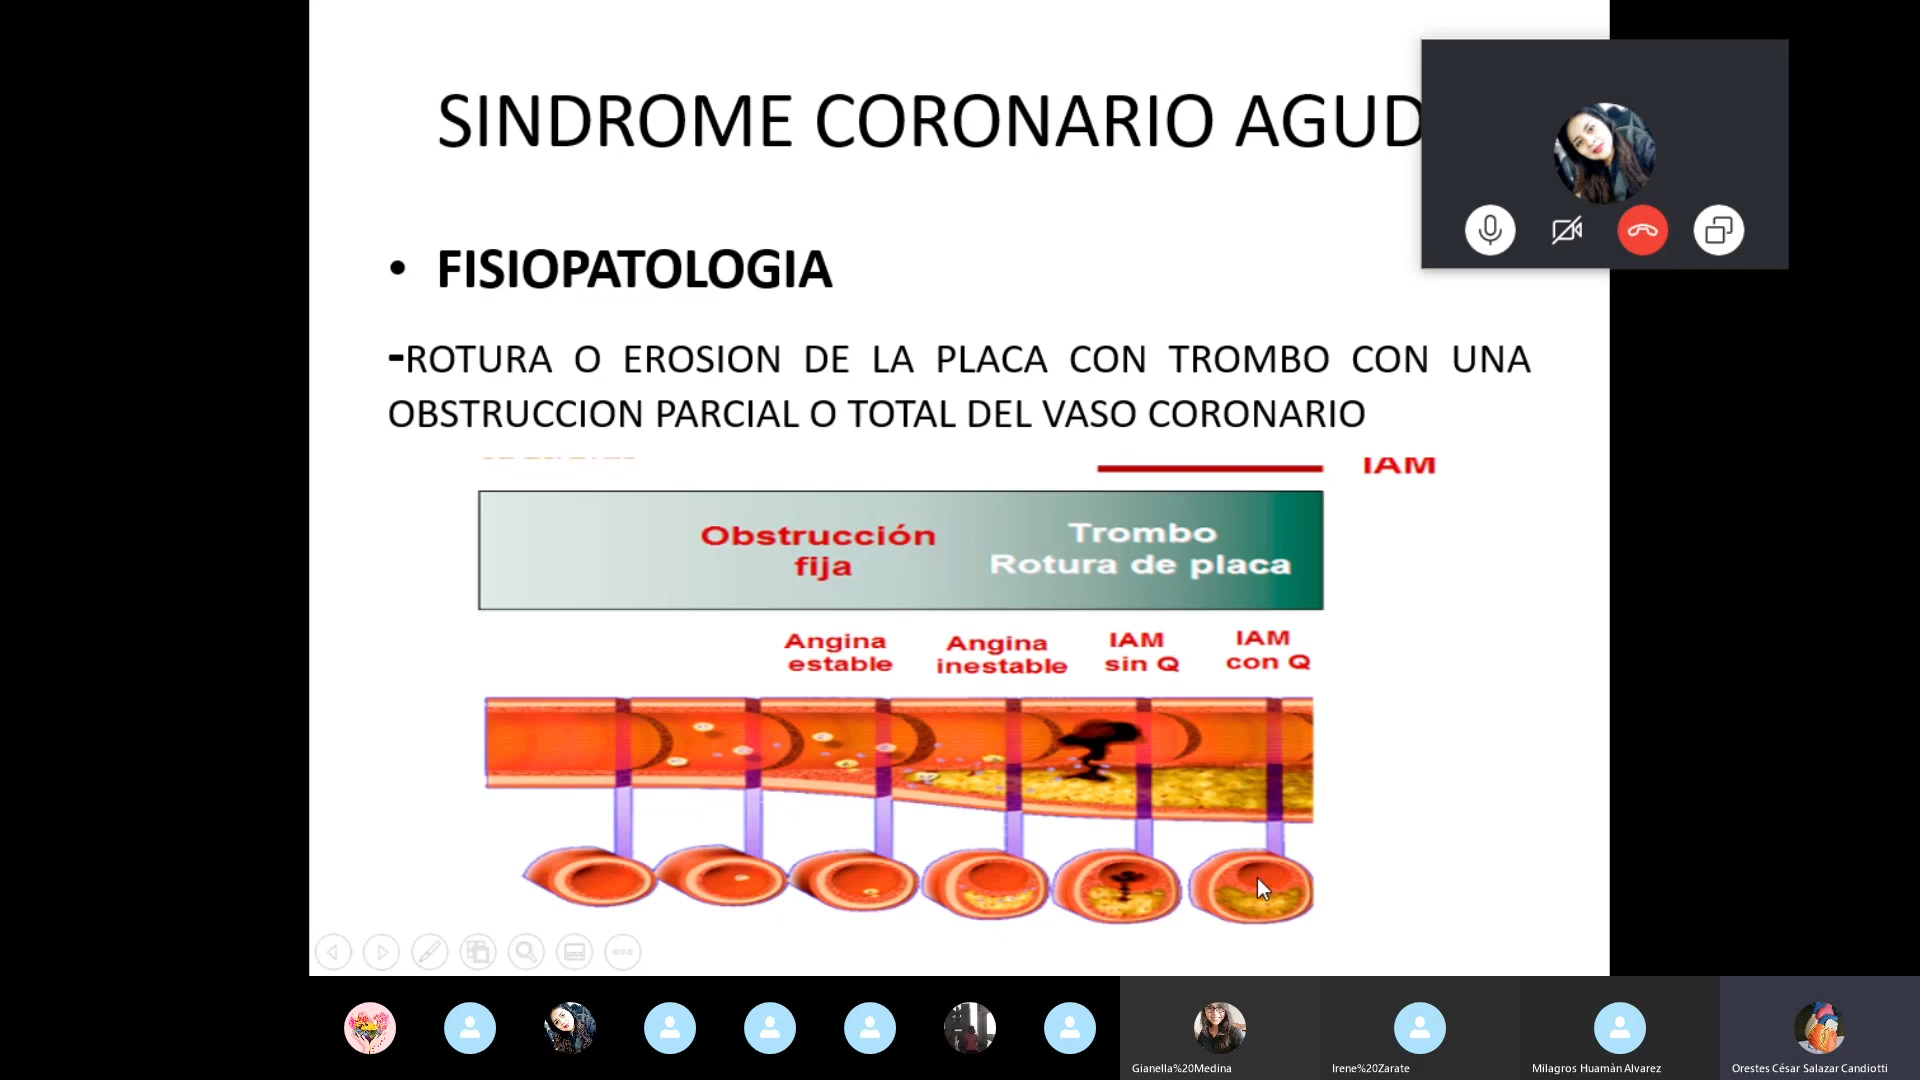 SINDROME CORONARIO AGUD
• FISIOPATOLOGIA
-ROTURA O EROSION DE LA PLACA CON TROMBO CON UNA
OBSTRUCCION PARCIAL O TOTAL DEL VASO CORONARIO
IAM
Obstrucción
fija
Trombo
Rotura de placa
Angina
estable
Angina
inestable
IAM
sin Q
IAM
con Q
Gianella%20Medina
Irene%20Zarate
Milagros Huamàn Alvarez
Orestes César Salazar Candiotti